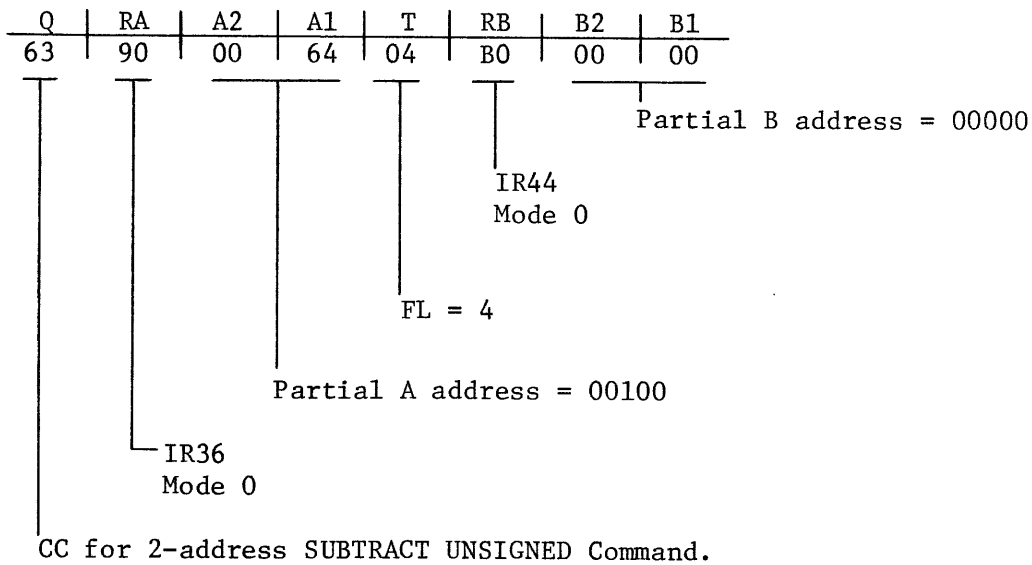 Q RA A2 A1 T RB B2 B1
63 90 00 64 04 B0 00 00
Partial B address = 00000
IR44
Mode 0
FL = 4
Partial A address = 00100
IR36
Mode 0
CC for 2-address SUBTRACT UNSIGNED Command.